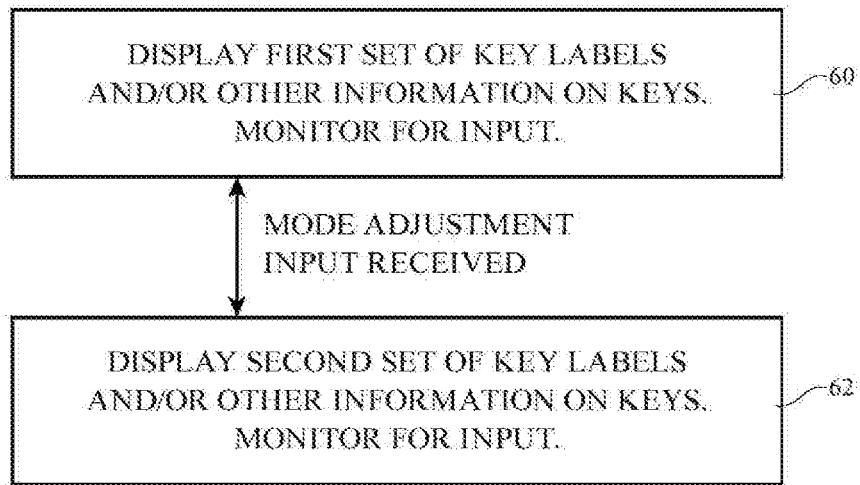 DISPLAY FIRST SET OF KEY LABELS
AND/OR OTHER INFORMATION ON KEYS.
MONITOR FOR INPUT.
60
MODE ADJUSTMENT
INPUT RECEIVED
DISPLAY SECOND SET OF KEY LABELS
AND/OR OTHER INFORMATION ON KEYS.
MONITOR FOR INPUT.
62